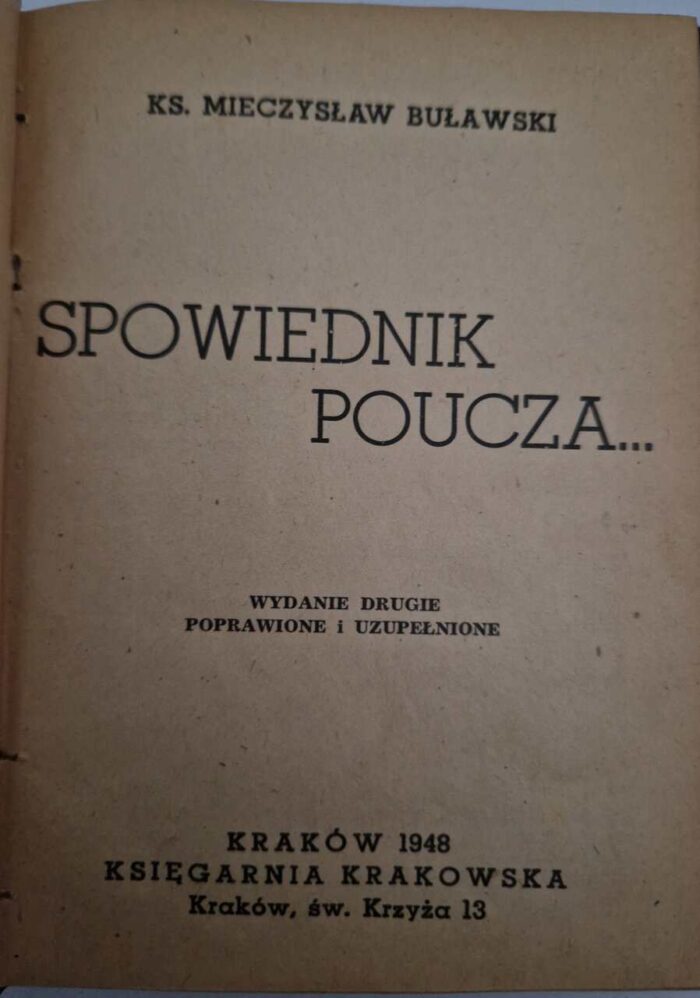 KS. MIECZYSŁAW BUŁAWSKI
SPOWIEDNIK
POUCZA...
WYDANIE DRUGIE
POPRAWIONE i UZUPEŁNIONE
KRAKÓW 1948
KSIĘGARNIA KRAKOWSKA
Kraków, św. Krzyża 13